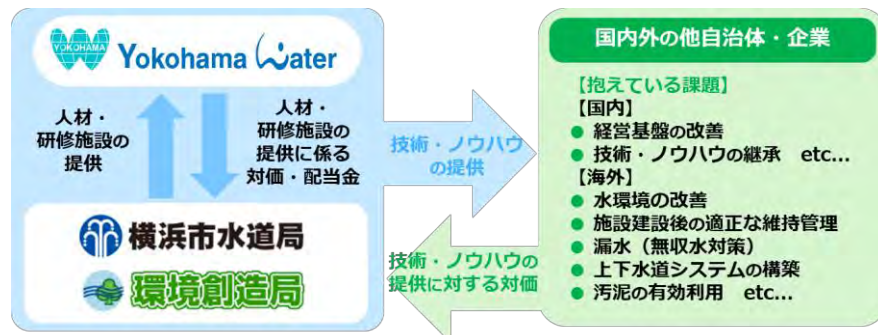 YOKOHAMA
Yokohama Water
人材・
研修施設の
提供
人材・
研修施設の
提供に係る
対価・配当金
横浜市水道局
環境創造局
技術・ノウハウ
の提供
技術・ノウハウの
提供に対する対価
国内外の他自治体・企業
【抱えている課題】
【国内】
● 経営基盤の改善
● 技術・ノウハウの継承 etc...
【海外】
● 水環境の改善
● 施設建設後の適正な維持管理
● 漏水（無収水対策）
● 上下水道システムの構築
● 汚泥の有効利用 etc...